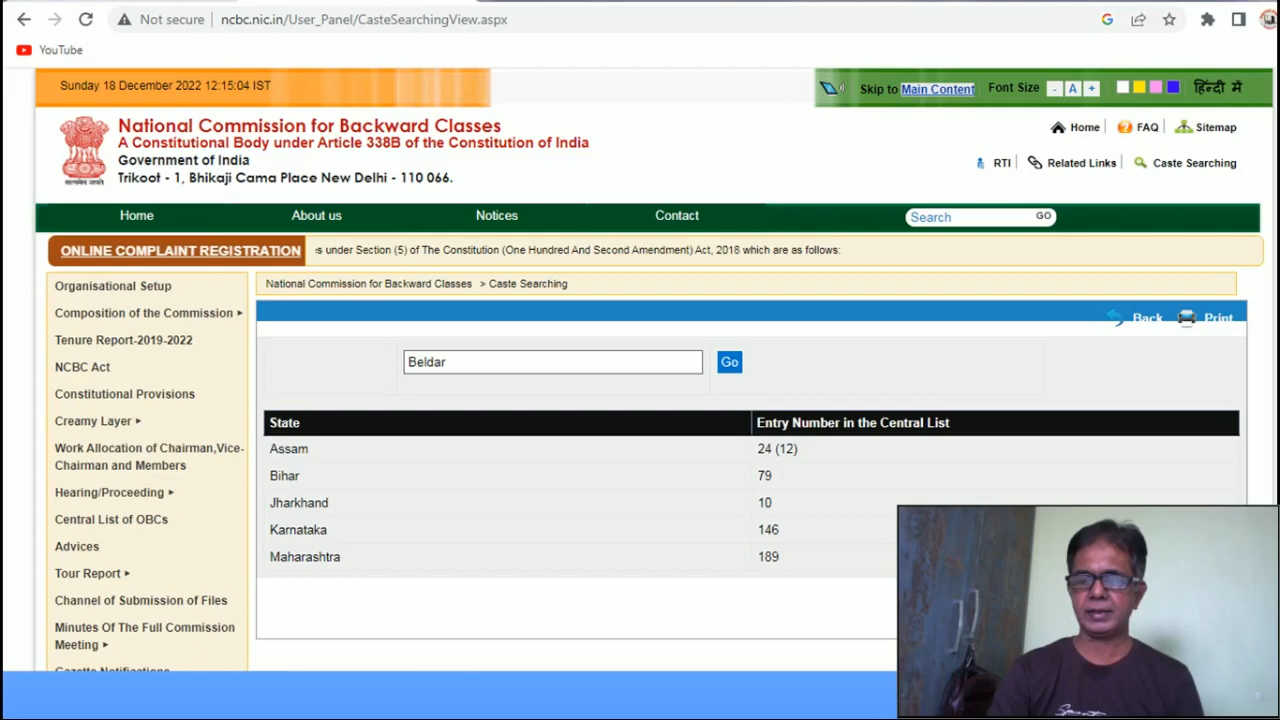 Not secure | ncbc.nic.in/User_Panel/CasteSearchingView.aspx
YouTube
Sunday 18 December 2022 12:15:04 IST
Skip to Main Content Font Size - A + हिन्दी में
National Commission for Backward Classes
A Constitutional Body under Article 338B of the Constitution of India
Government of India
Trikoot - 1, Bhikaji Cama Place New Delhi - 110 066.
Home FAQ Sitemap
RTI Related Links Caste Searching
Home About us Notices Contact Search GO
ONLINE COMPLAINT REGISTRATION s under Section (5) of The Constitution (One Hundred And Second Amendment) Act, 2018 which are as follows:
National Commission for Backward Classes > Caste Searching
Back Print
Organisational Setup
Composition of the Commission
Tenure Report-2019-2022
NCBC Act
Constitutional Provisions
Creamy Layer
Work Allocation of Chairman,Vice-
Chairman and Members
Hearing/Proceeding
Central List of OBCs
Advices
Tour Report
Channel of Submission of Files
Minutes Of The Full Commission
Meeting
Gazette Notifications
Beldar Go
State Entry Number in the Central List
Assam 24 (12)
Bihar 79
Jharkhand 10
Karnataka 146
Maharashtra 189